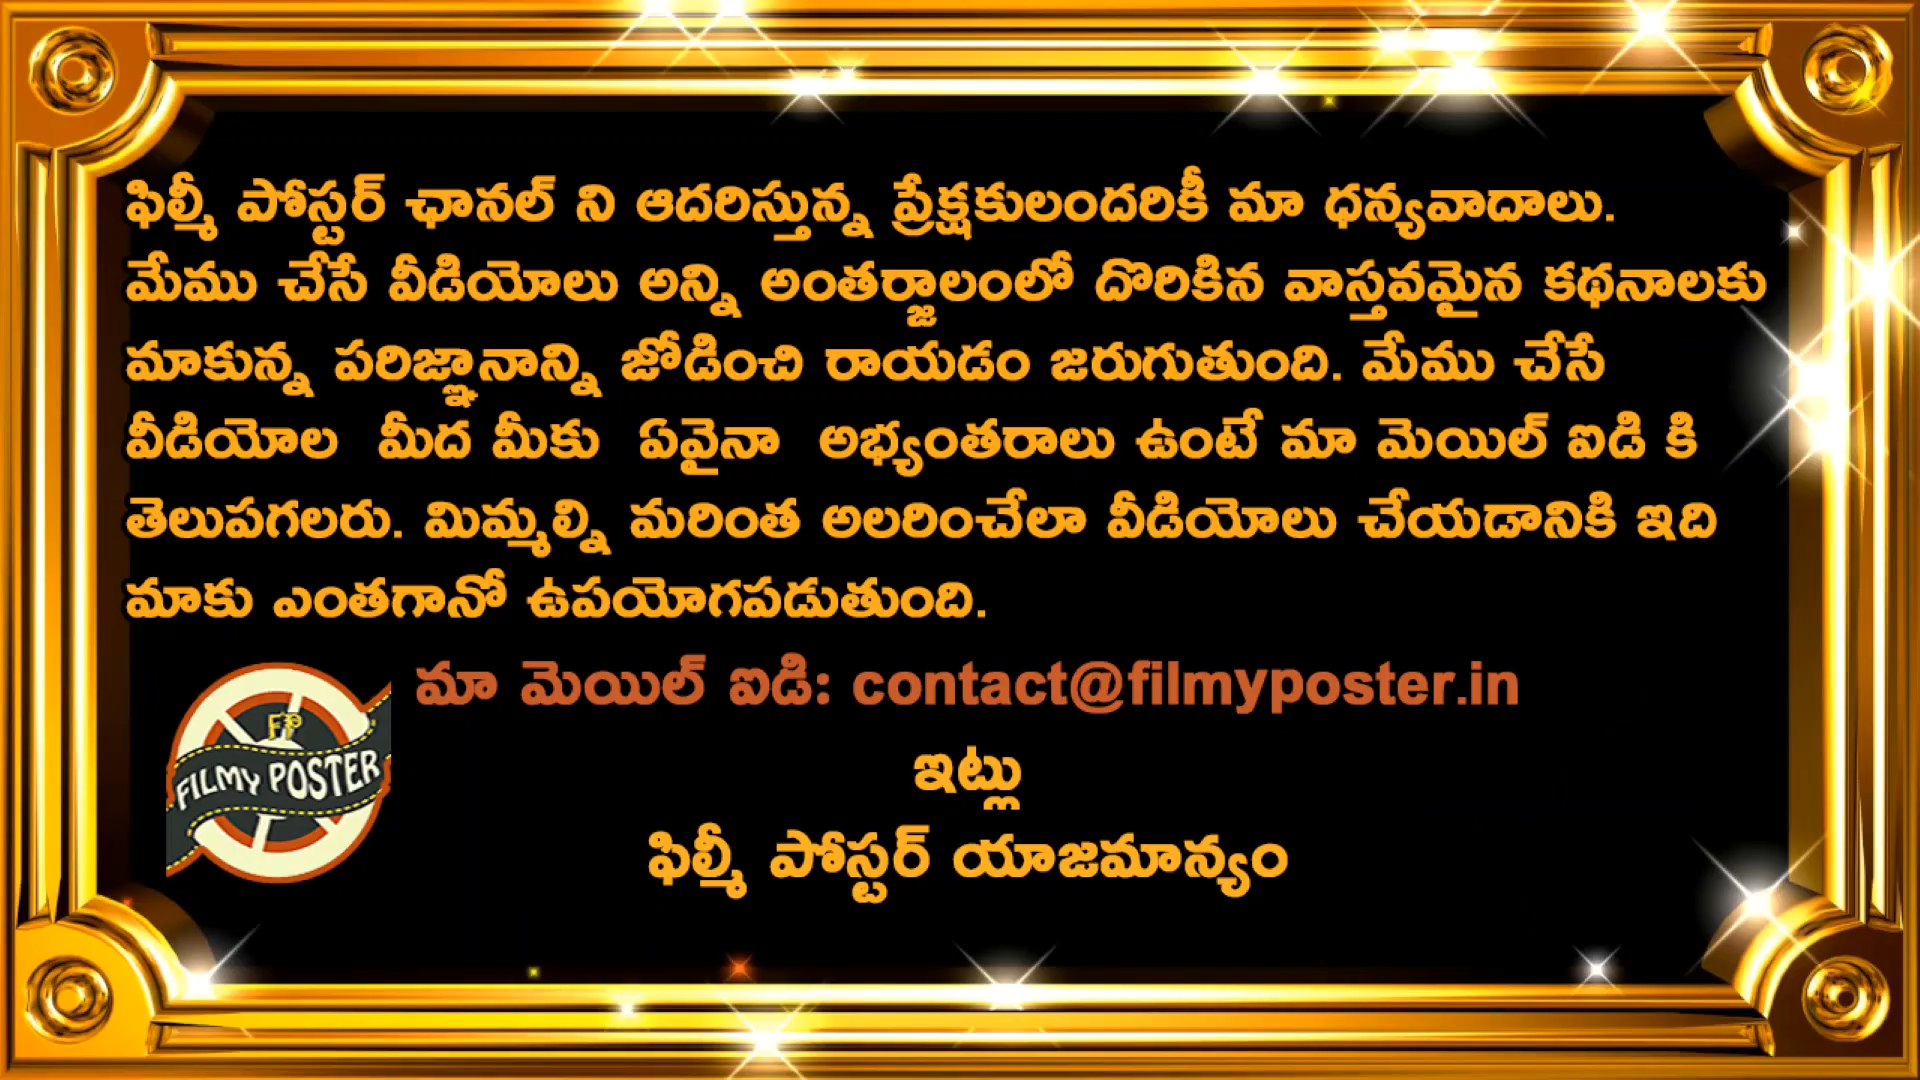 ఫిల్మీ పోస్టర్ ఛానల్ ని ఆదరిస్తున్న ప్రేక్షకులందరికీ మా ధన్యవాదాలు.
మేము చేసే వీడియోలు అన్ని అంతర్జాలంలో దొరికిన వాస్తవమైన కథనాలకు
మాకున్న పరిజ్ఞానాన్ని జోడించి రాయడం జరుగుతుంది. మేము చేసే
వీడియోల మీద మీకు ఏవైనా అభ్యంతరాలు ఉంటే మా మెయిల్ ఐడి కి
తెలుపగలరు. మిమ్మల్ని మరింత అలరించేలా వీడియోలు చేయడానికి ఇది
మాకు ఎంతగానో ఉపయోగపడుతుంది.
మా మెయిల్ ఐడి: contact@filmyposter.in
FP
FILMY POSTER
ఇట్లు
ఫిల్మీ పోస్టర్ యాజమాన్యం